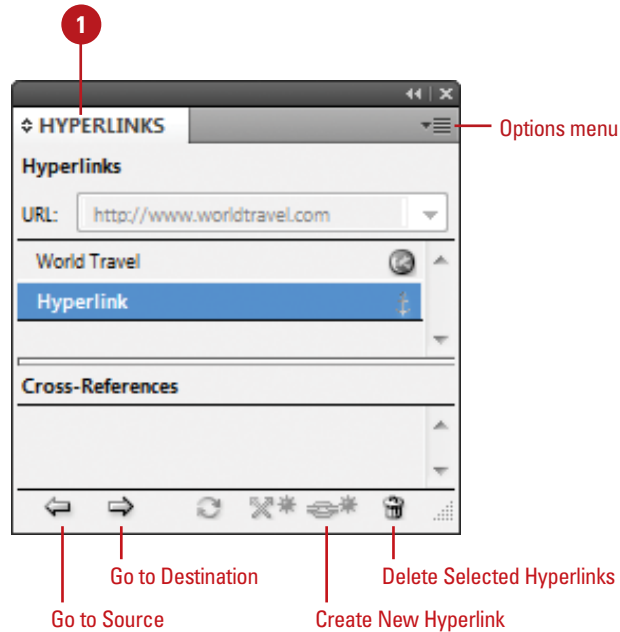 1
HYPERLINKS
Options menu
Hyperlinks
URL: http://www.worldtravel.com
World Travel
Hyperlink
Cross-References
Go to Destination
Delete Selected Hyperlinks
Go to Source
Create New Hyperlink